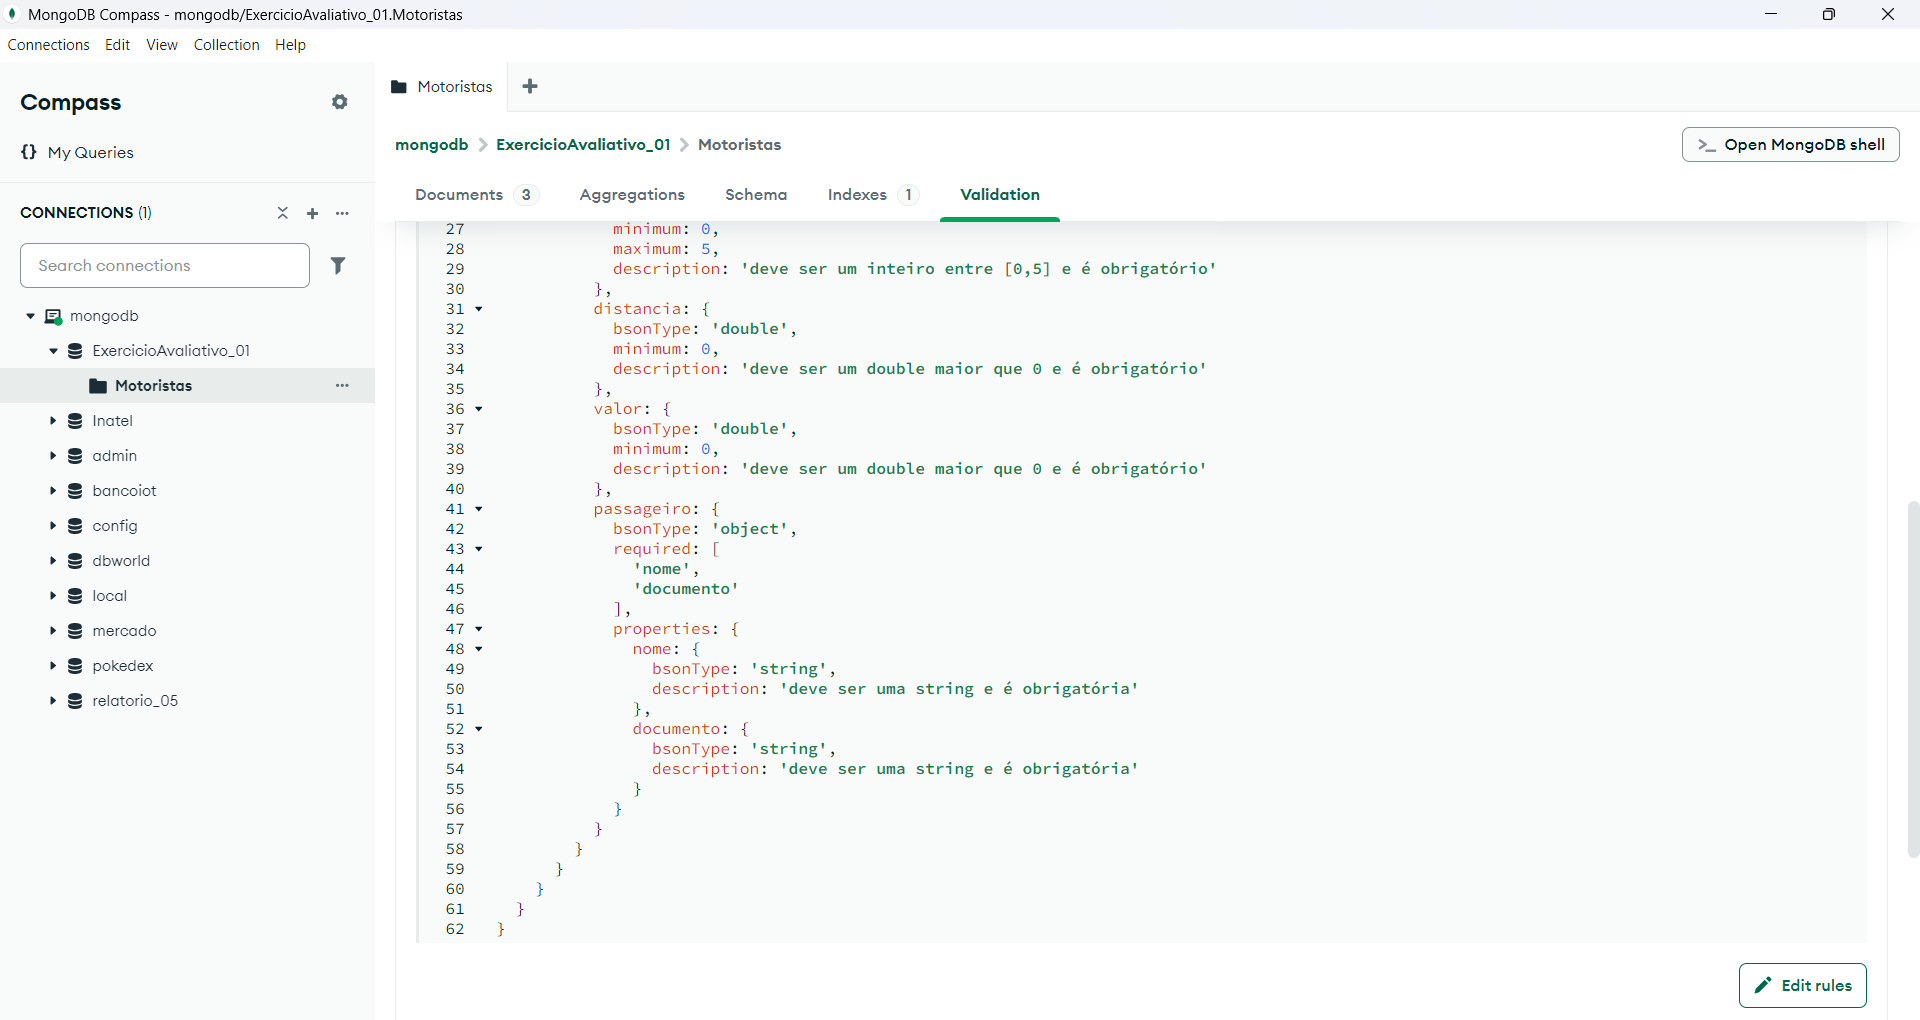 MongoDB Compass - mongodb/ExercicioAvaliativo_01.Motoristas
Connections Edit View Collection Help
Compass
{} My Queries
CONNECTIONS (1)
Search connections
mongodb
ExercicioAvaliativo_01
Motoristas
Inatel
admin
bancoiot
config
dbworld
local
mercado
pokedex
relatorio_05
Motoristas
mongodb > ExercicioAvaliativo_01 > Motoristas
>_ Open MongoDB shell
Documents 3 Aggregations Schema Indexes 1 Validation
27 minimum: 0,
28 maximum: 5,
29 description: 'deve ser um inteiro entre [0,5] e é obrigatório'
30 },
31 distancia: {
32 bsonType: 'double',
33 minimum: 0,
34 description: 'deve ser um double maior que 0 e é obrigatório'
35 },
36 valor: {
37 bsonType: 'double',
38 minimum: 0,
39 description: 'deve ser um double maior que 0 e é obrigatório'
40 },
41 passageiro: {
42 bsonType: 'object',
43 required: [
44 'nome',
45 'documento'
46 ],
47 properties: {
48 nome: {
49 bsonType: 'string',
50 description: 'deve ser uma string e é obrigatória'
51 },
52 documento: {
53 bsonType: 'string',
54 description: 'deve ser uma string e é obrigatória'
55 }
56 }
57 }
58 }
59 }
60 }
61 }
62 }
Edit rules